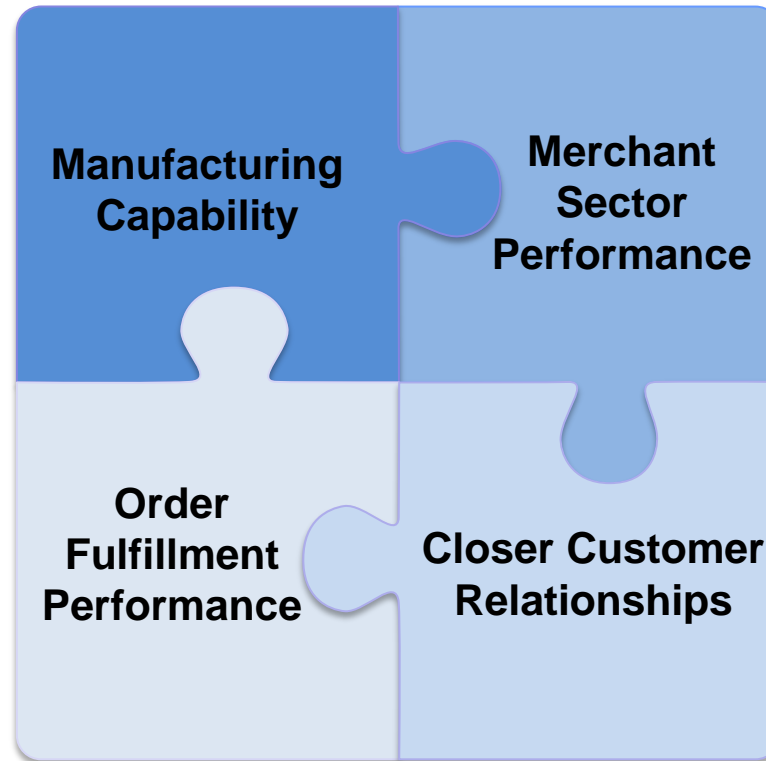 Manufacturing
Capability
Merchant
Sector
Performance
Order
Fulfillment
Performance
Closer Customer
Relationships